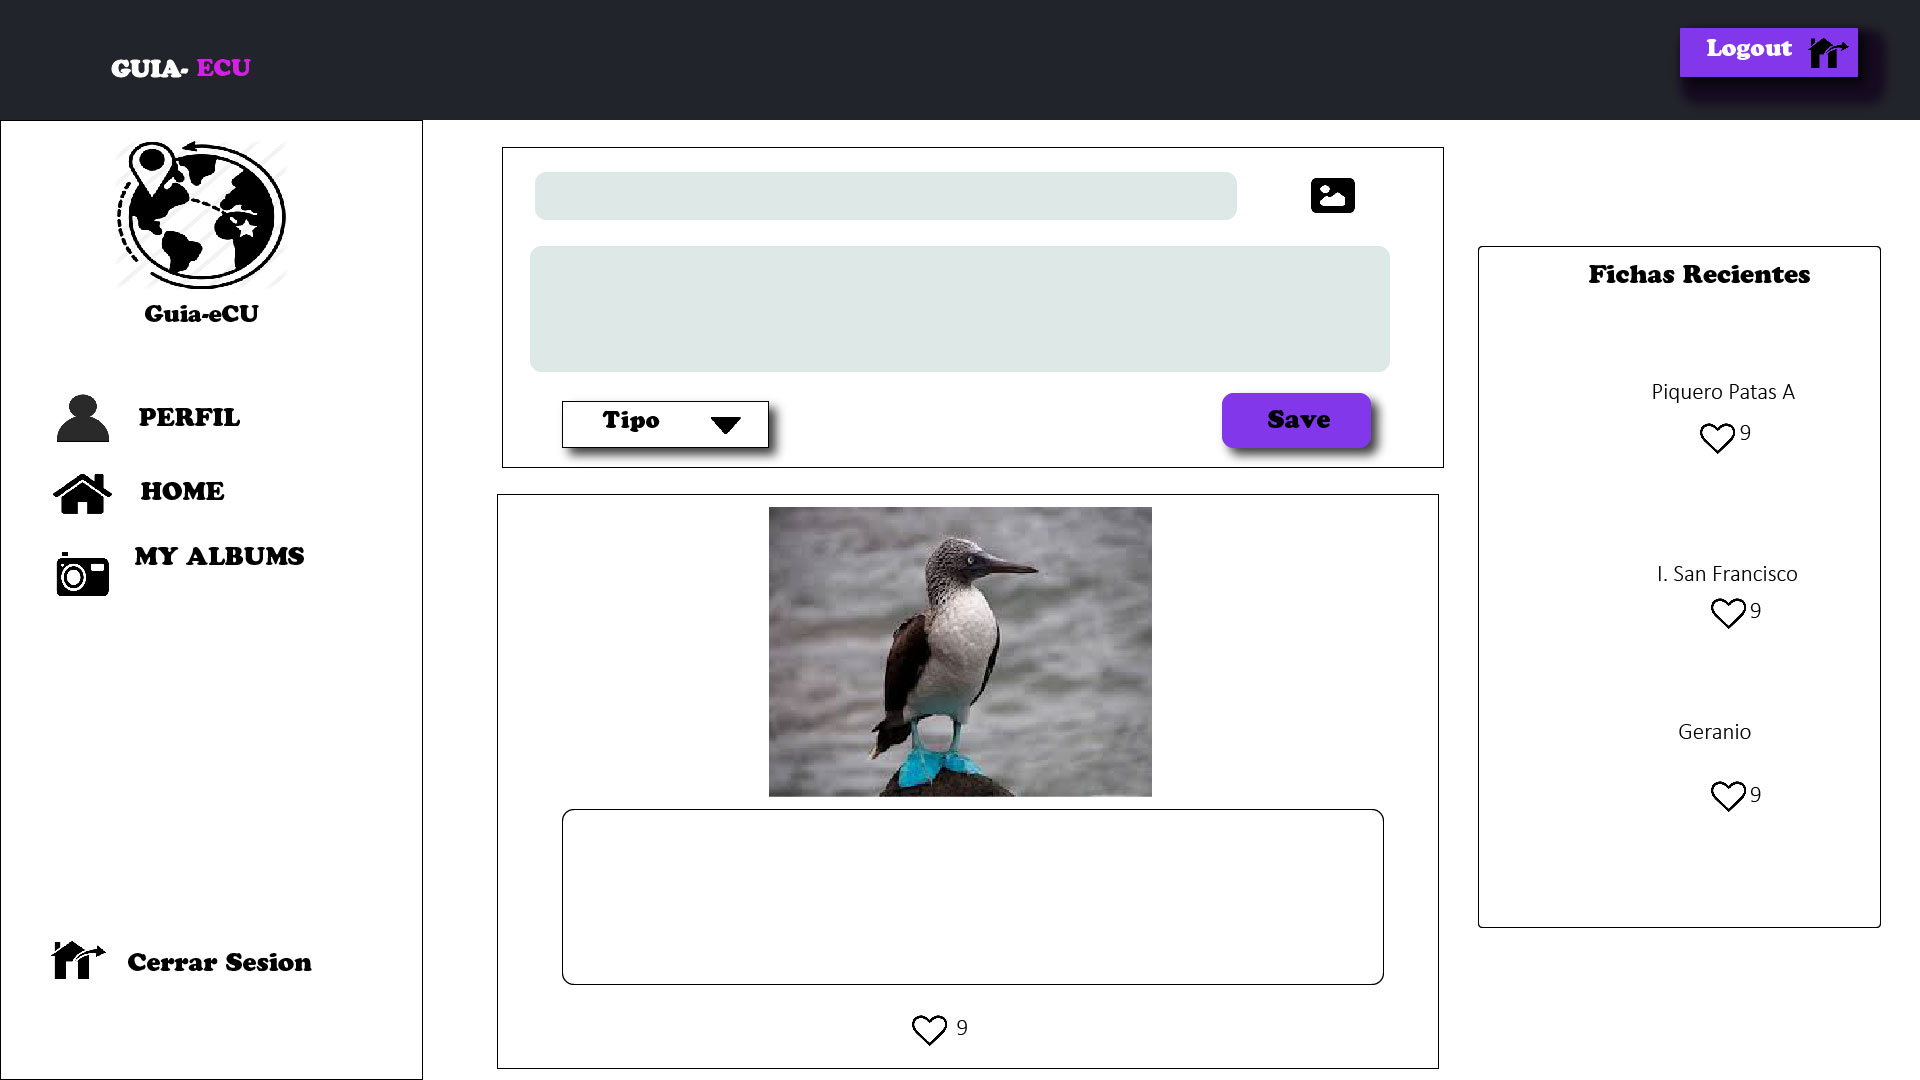 GUIA- ECU
Logout
Guia-eCU
PERFIL
HOME
MY ALBUMS
Cerrar Sesion
Tipo
Save
9
Fichas Recientes
Piquero Patas A
9
I. San Francisco
9
Geranio
9